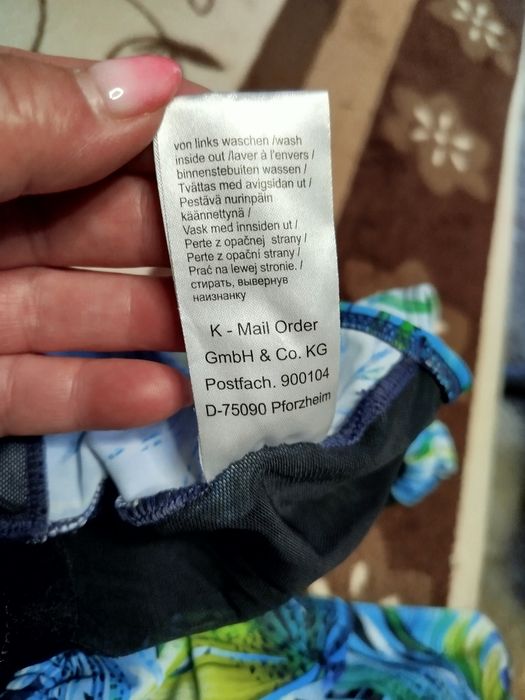 von links waschen /wash
inside out /laver à l'envers /
binnenstebuiten wassen /
Tvättas med avigsidan ut /
Pestävä nurinpäin
käännettynä /
Vask med innsiden ut /
Perte z opačnej strany /
Perte z opačné strany /
Prać na lewej stronie. /
стирать, вывернув
наизнанку
K - Mail Order
GmbH & Co. KG
Postfach. 900104
D-75090 Pforzheim